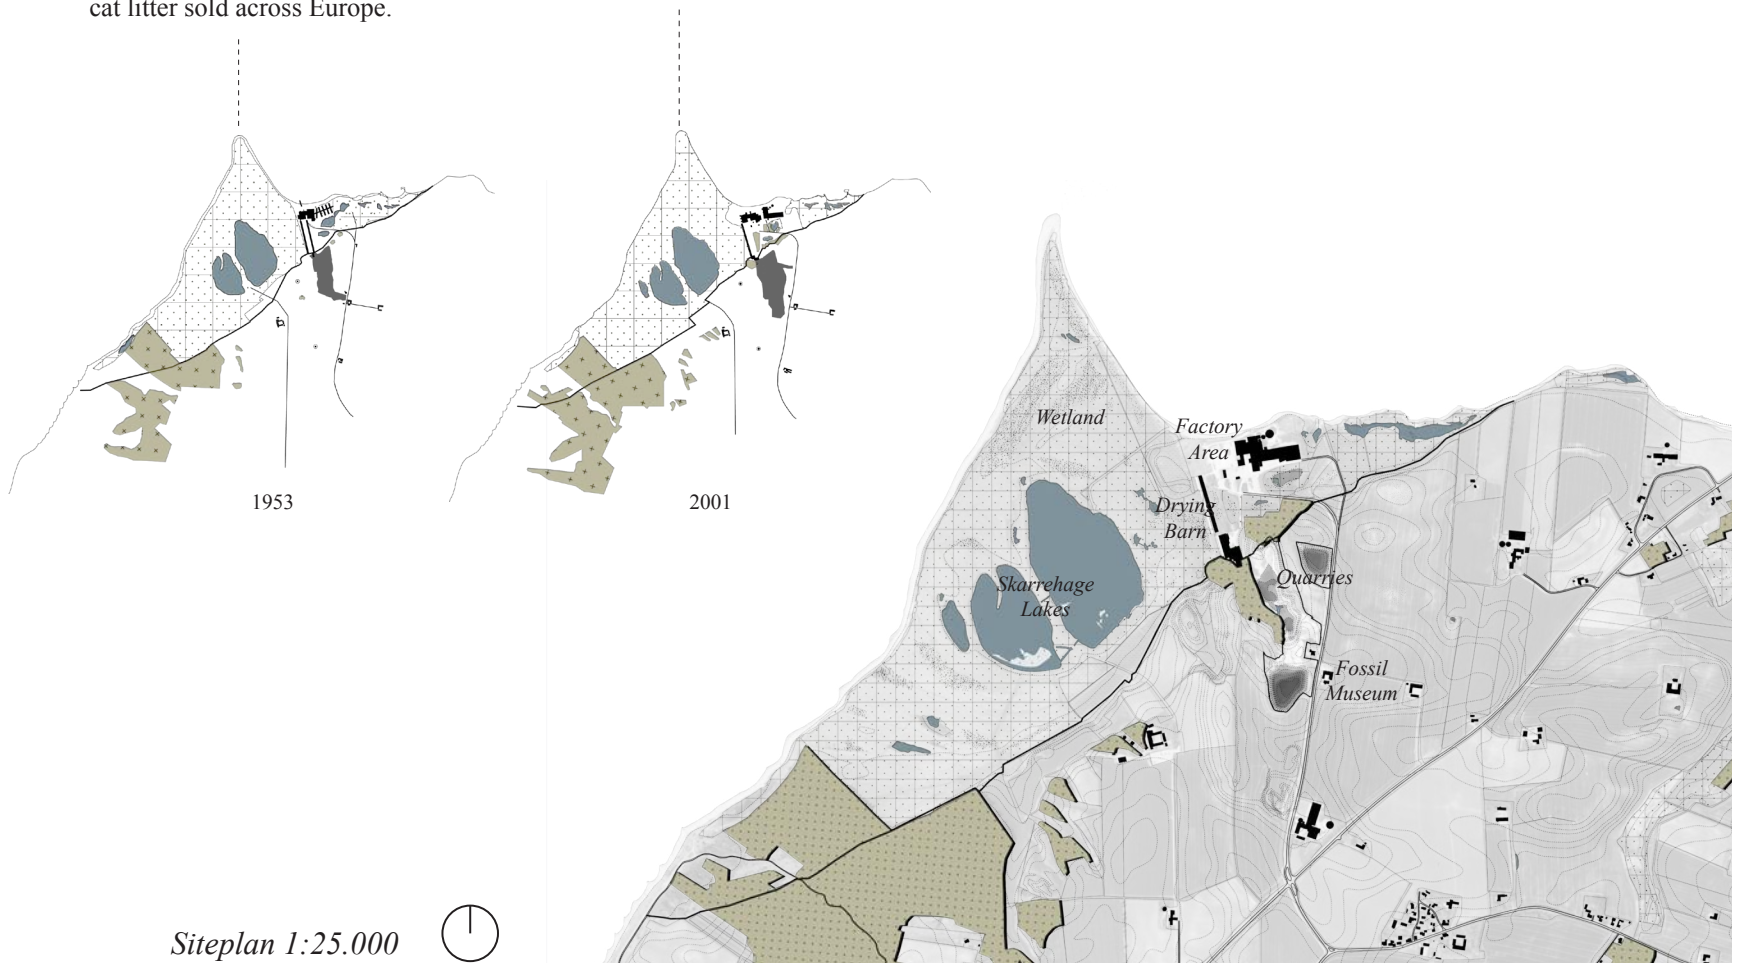 cat litter sold across Europe.
1953
2001
Wetland
Factory
Area
Drying
Barn
Skarrehage
Lakes
Quarries
Fossil
Museum
Siteplan 1:25.000